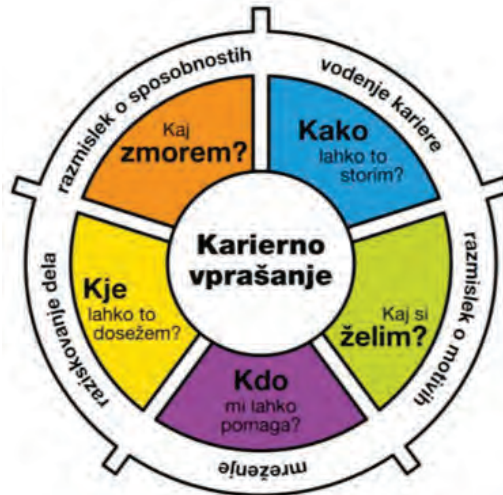 razmislek o sposobnostih
vodenje kariere
Kaj
zmorem?
Kako
lahko to
storim?
Karierno
vprašanje
Kje
lahko to
dosežem?
Kaj si
želim?
Kdo
mi lahko
pomaga?
raziskovanje dela
razmislek o motivih
mreženje